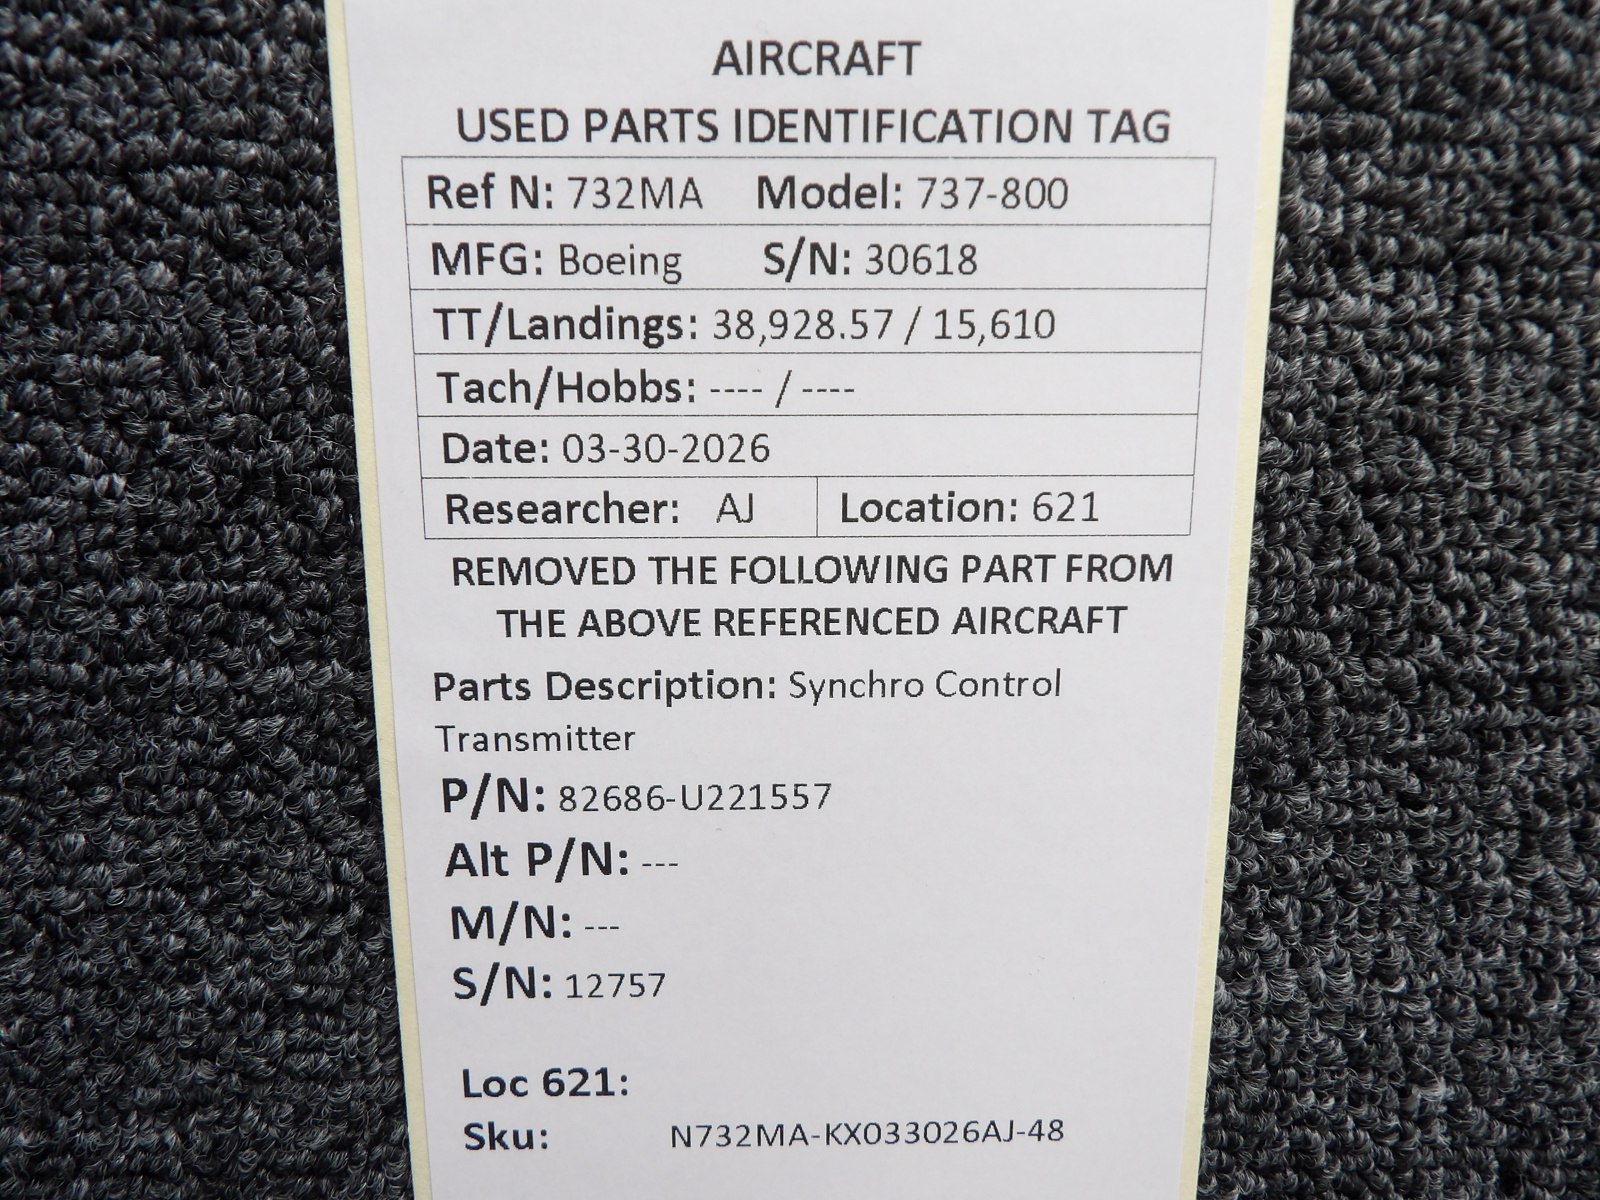 AIRCRAFT
USED PARTS IDENTIFICATION TAG
Ref N: 732MA Model: 737-800
MFG: Boeing S/N: 30618
TT/Landings: 38,928.57 / 15,610
Tach/Hobbs: ---- / ----
Date: 03-30-2026
Researcher: AJ Location: 621
REMOVED THE FOLLOWING PART FROM
THE ABOVE REFERENCED AIRCRAFT
Parts Description: Synchro Control
Transmitter
P/N: 82686-U221557
Alt P/N: ---
M/N: ---
S/N: 12757
Loc 621:
Sku: N732MA-KX033026AJ-48